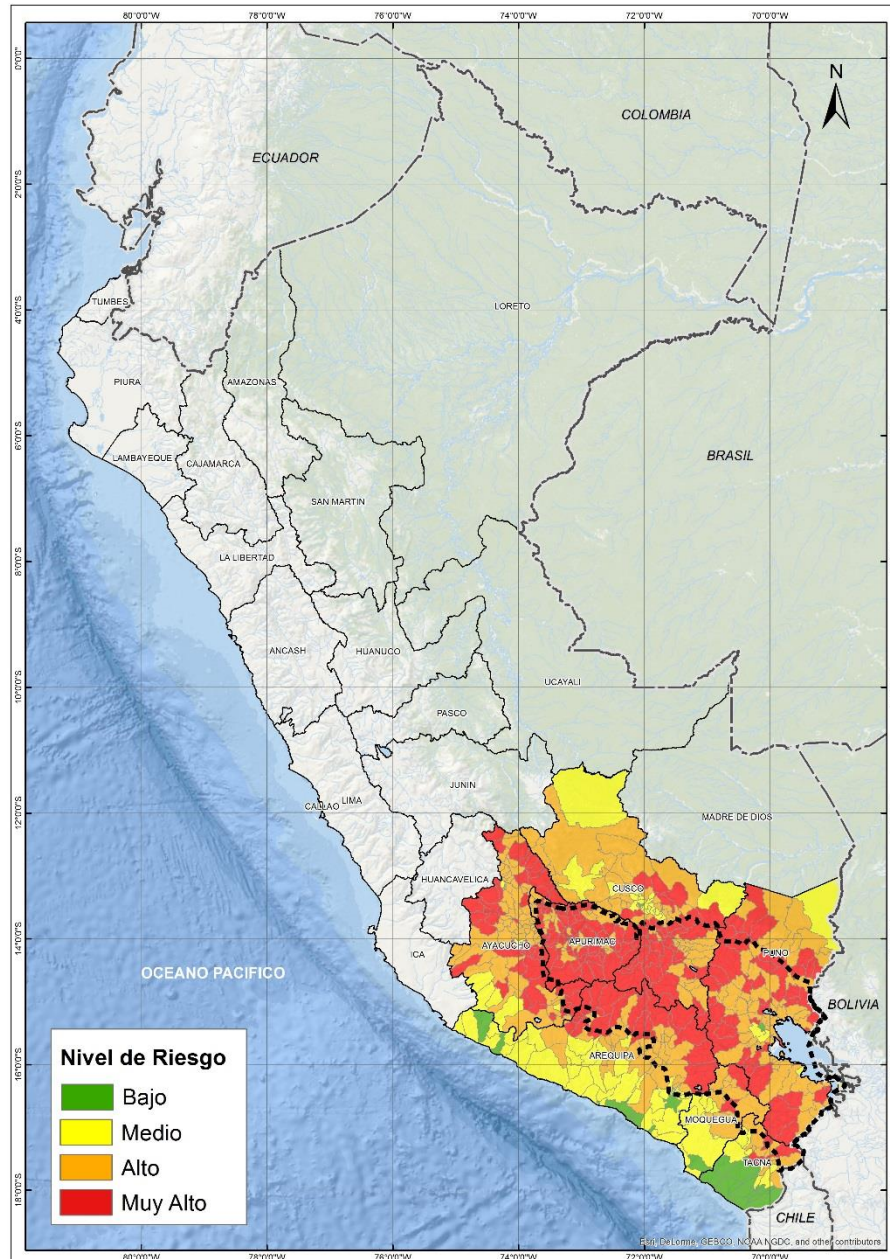 80°0'0"
78°0'0"
76°0'0"
74°0'0"
72°0'0"
70°0'0"
0°0'0"
2°0'0"S
4°0'0"S
6°0'0"S
8°0'0"S
10°0'0"S
12°0'0"S
14°0'0"S
16°0'0"S
18°0'0"S
N
COLOMBIA
ECUADOR
TUMBES
LORETO
PIURA
AMAZONAS
LAMBAYEQUE
CAJAMARCA
BRASIL
SAN MARTIN
LA LIBERTAD
ANCASH
HUANUCO
UCAYALI
PASCO
JUNIN
CALLAO
LIMA
MADRE DE DIOS
HUANCAVELICA
CUSCO
ICA
AYACUCHO
APURIMAC
PUNO
OCEANO PACIFICO
BOLIVIA
AREQUIPA
MOQUEGUA
TACNA
CHILE
Nivel de Riesgo
Bajo
Medio
Alto
Muy Alto
Esri, DeLorme, GEBCO, NOAA NGDC, and other contributors
80°0'0"
78°0'0"
76°0'0"
74°0'0"
72°0'0"
70°0'0"